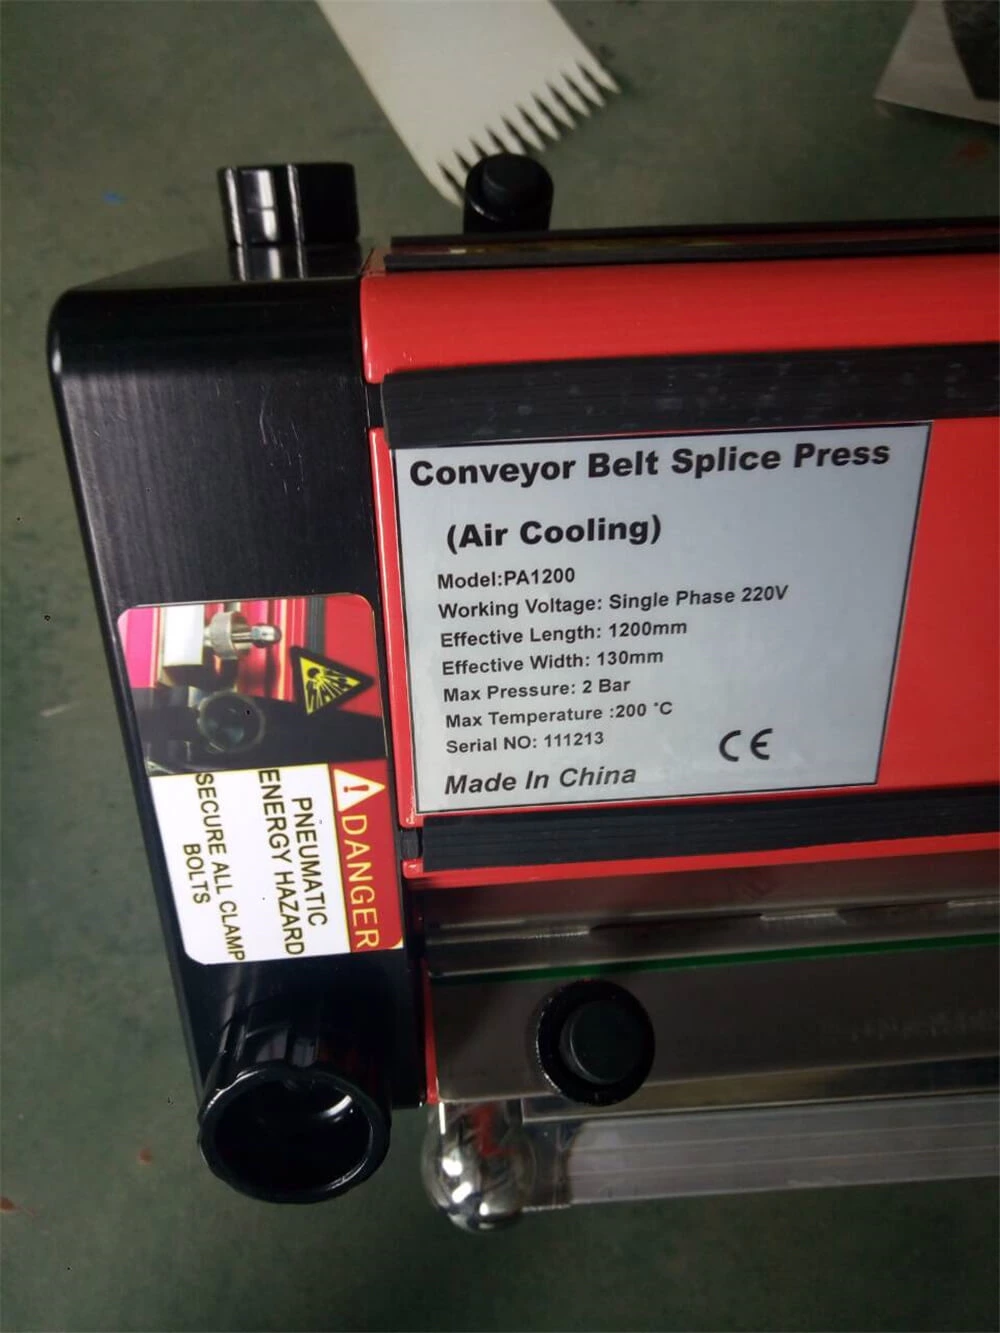 Conveyor Belt Splice Press
(Air Cooling)
Model:PA1200
Working Voltage: Single Phase 220V
Effective Length: 1200mm
Effective Width: 130mm
Max Pressure: 2 Bar
Max Temperature :200 °C
Serial NO: 111213
CE
Made In China
DANGER
PNEUMATIC
ENERGY HAZARD
SECURE ALL CLAMP
BOLTS